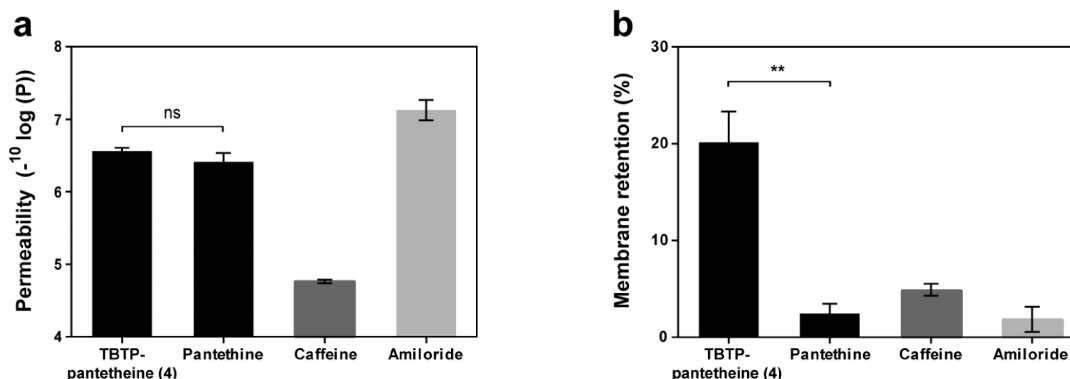 a
Permeability (-¹⁰ log (P))
8
7
6
5
4
ns
TBTP-
pantetheine (4)
Pantethine
Caffeine
Amiloride
b
Membrane retention (%)
30
20
10
0
**
TBTP-
pantetheine (4)
Pantethine
Caffeine
Amiloride